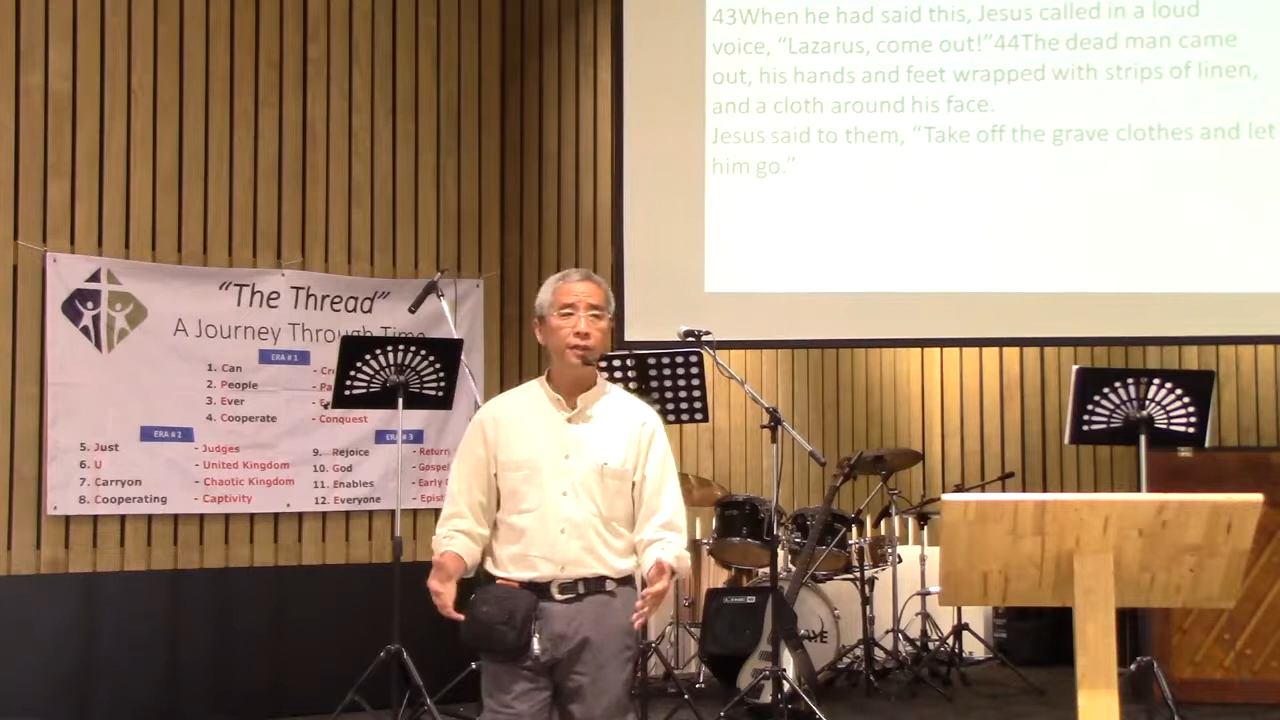 43When he had said this, Jesus called in a loud
voice, “Lazarus, come out!”44The dead man came
out, his hands and feet wrapped with strips of linen,
and a cloth around his face.
Jesus said to them, “Take off the grave clothes and let
him go.”
“The Thread”
A Journey Through Time
ERA # 1
1. Can
2. People
3. Ever
4. Cooperate - Conquest
ERA # 2
5. Just - Judges
6. U - United Kingdom
7. Carryon - Chaotic Kingdom
8. Cooperating - Captivity
ERA # 3
9. Rejoice - Return
10. God - Gospel
11. Enables - Early
12. Everyone